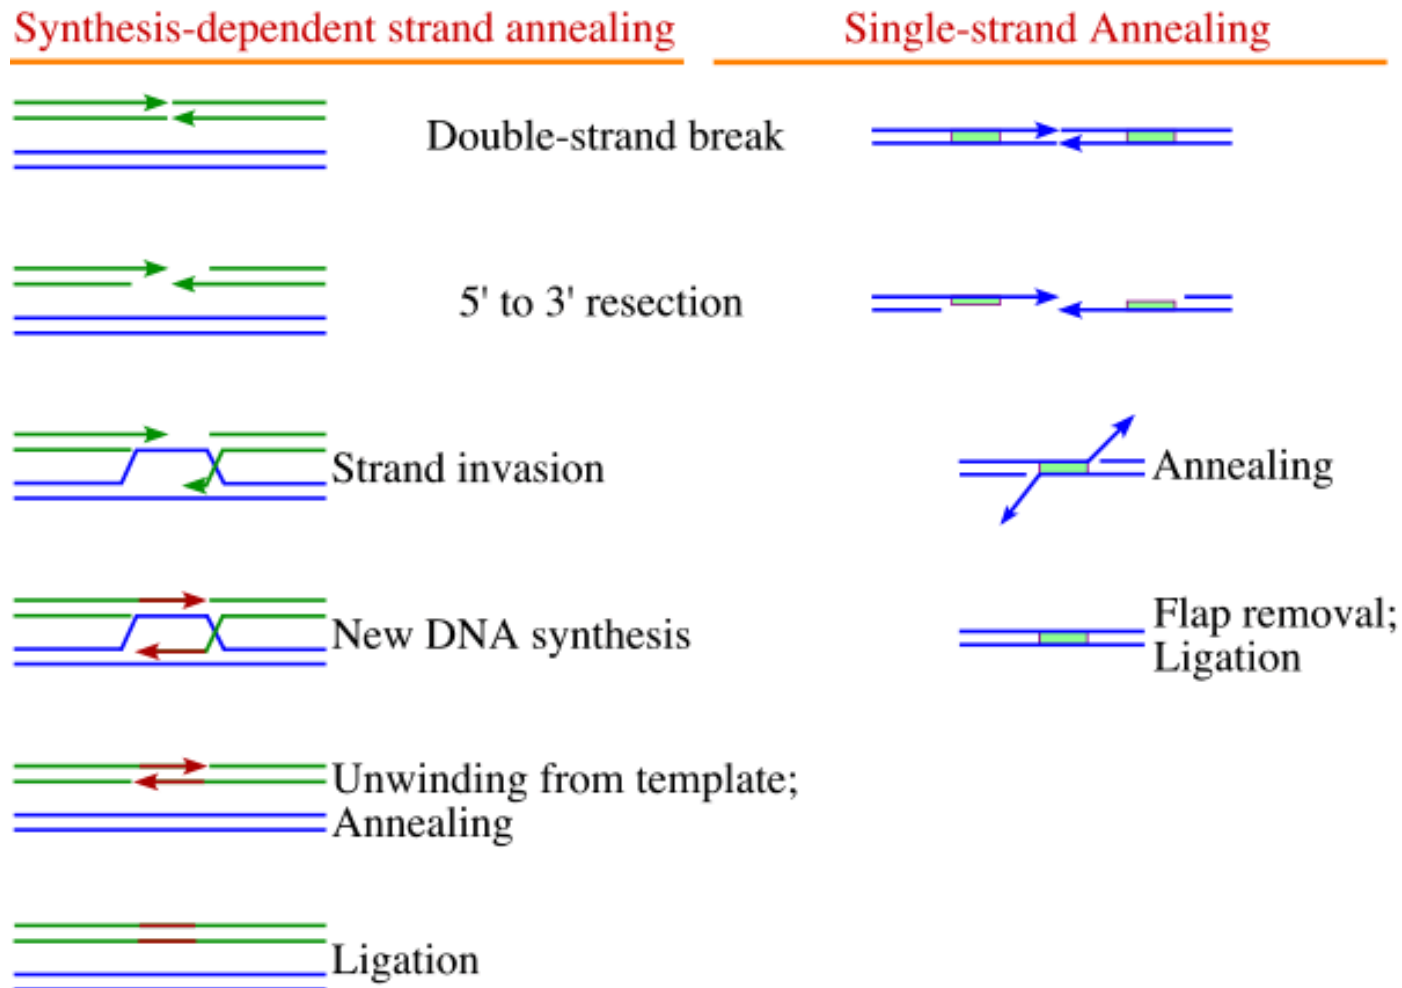 Synthesis-dependent strand annealing
Single-strand Annealing
Double-strand break
5' to 3' resection
Strand invasion
Annealing
New DNA synthesis
Flap removal;
Ligation
Unwinding from template;
Annealing
Ligation